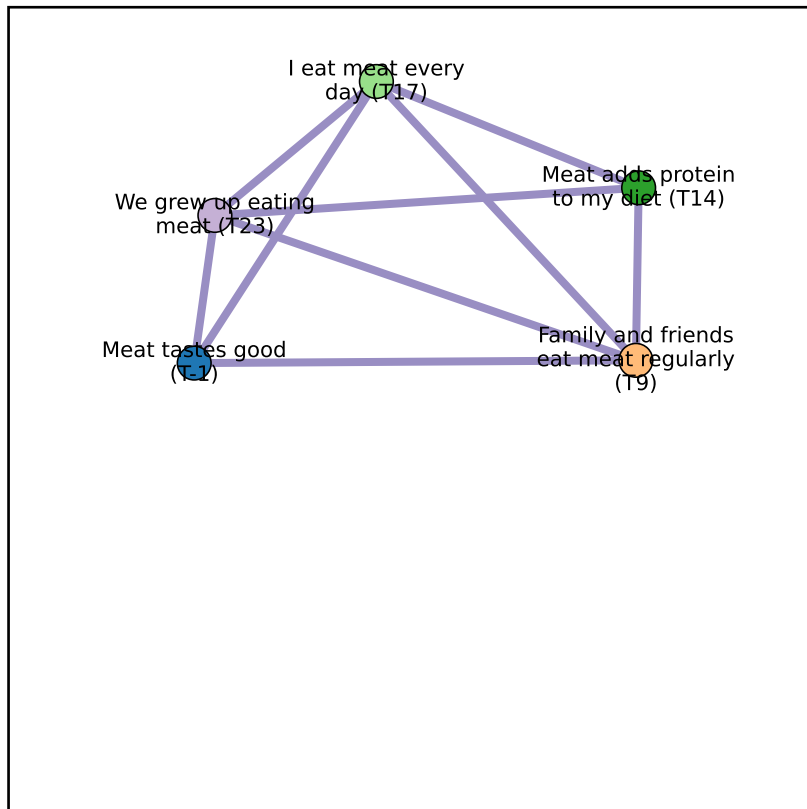 I eat meat every
day (T17)
Meat adds protein
to my diet (T14)
We grew up eating
meat (T23)
Family and friends
eat meat regularly
(T9)
Meat tastes good
(T-1)